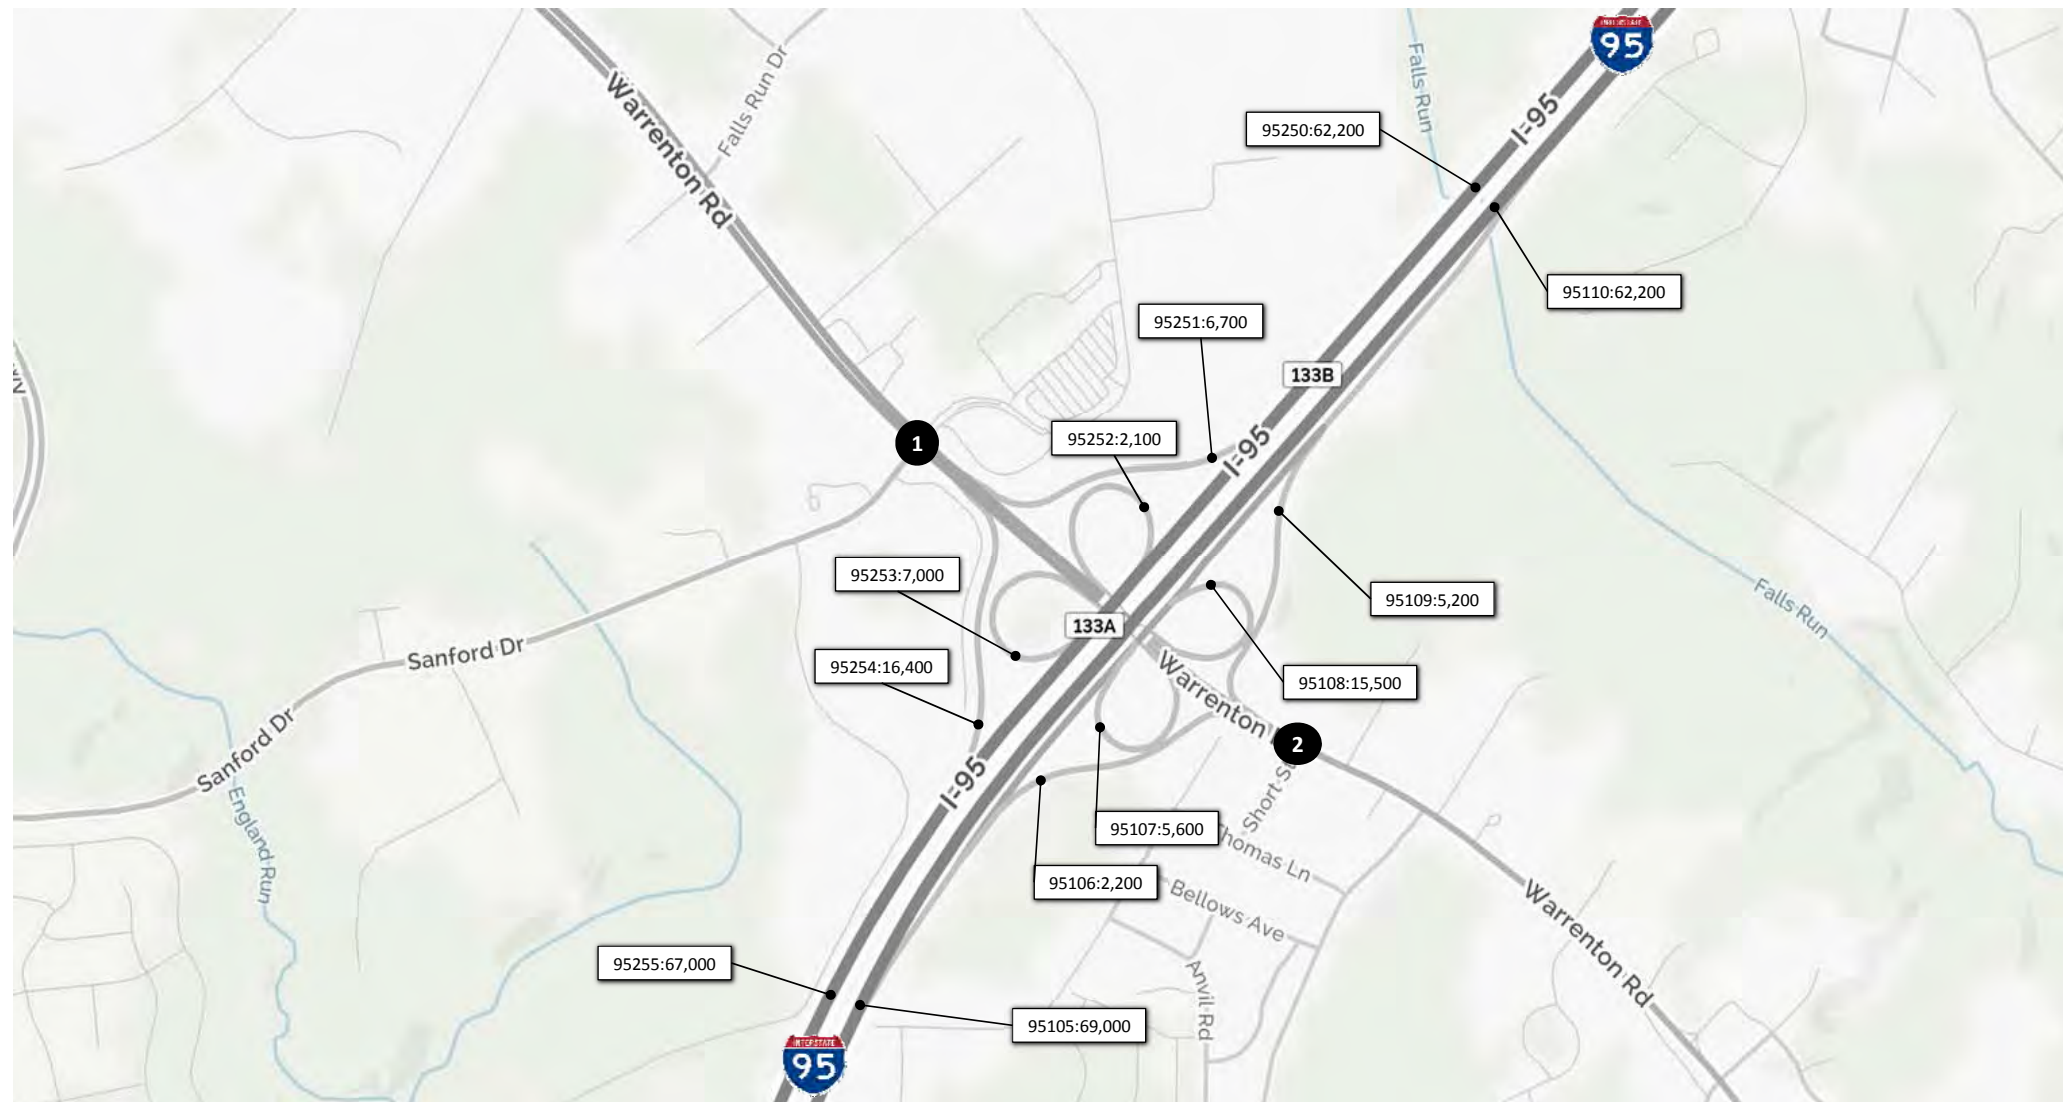 INTERSTATE
95
Falls Run Dr
Falls Run
Warrenton Rd
I-95
95250:62,200
95110:62,200
95251:6,700
133B
1
95252:2,100
I-95
95253:7,000
95109:5,200
133A
Falls Run
Sanford Dr
95254:16,400
95108:15,500
Warrenton
2
Sanford Dr
I-95
England Run
Short
95107:5,600
Thomas Ln
95106:2,200
Bellows Ave
Warrenton Rd
95255:67,000
Anvil Rd
95105:69,000
INTERSTATE
95